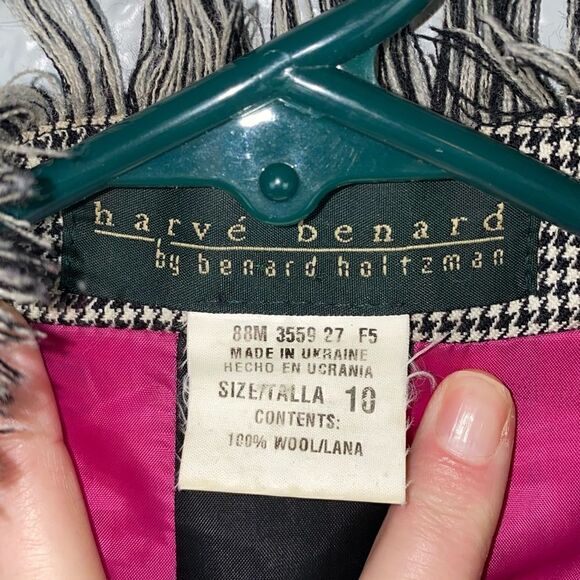 harvé benard
by benard holtzman
88M 3559 27 F5
MADE IN UKRAINE
HECHO EN UCRANIA
SIZE/TALLA 10
CONTENTS:
100% WOOL/LANA